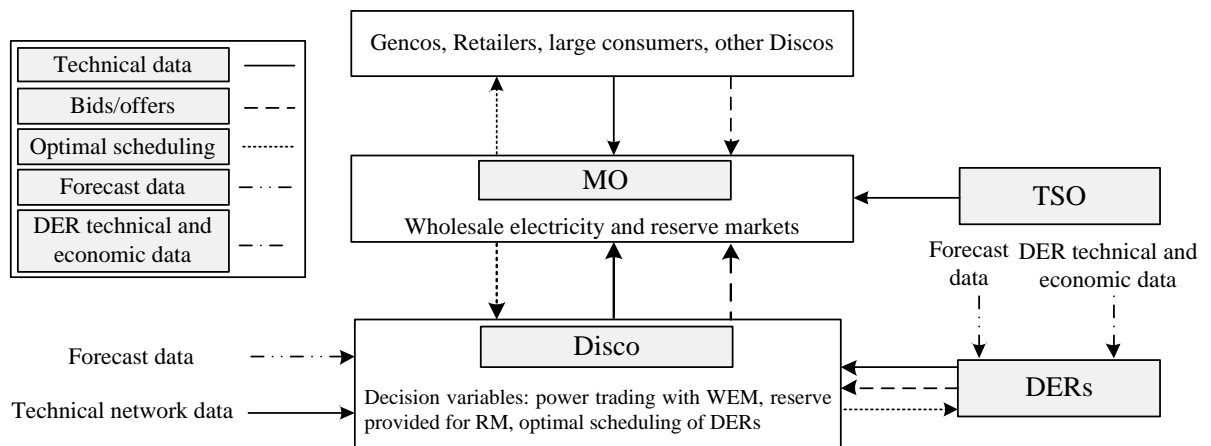 Gencos, Retailers, large consumers, other Discos
Technical data
Bids/offers
Optimal scheduling
Forecast data
DER technical and
economic data
MO
Wholesale electricity and reserve markets
TSO
Forecast
data
DER technical and
economic data
Disco
Decision variables: power trading with WEM, reserve
provided for RM, optimal scheduling of DERs
Forecast data
Technical network data
DERs